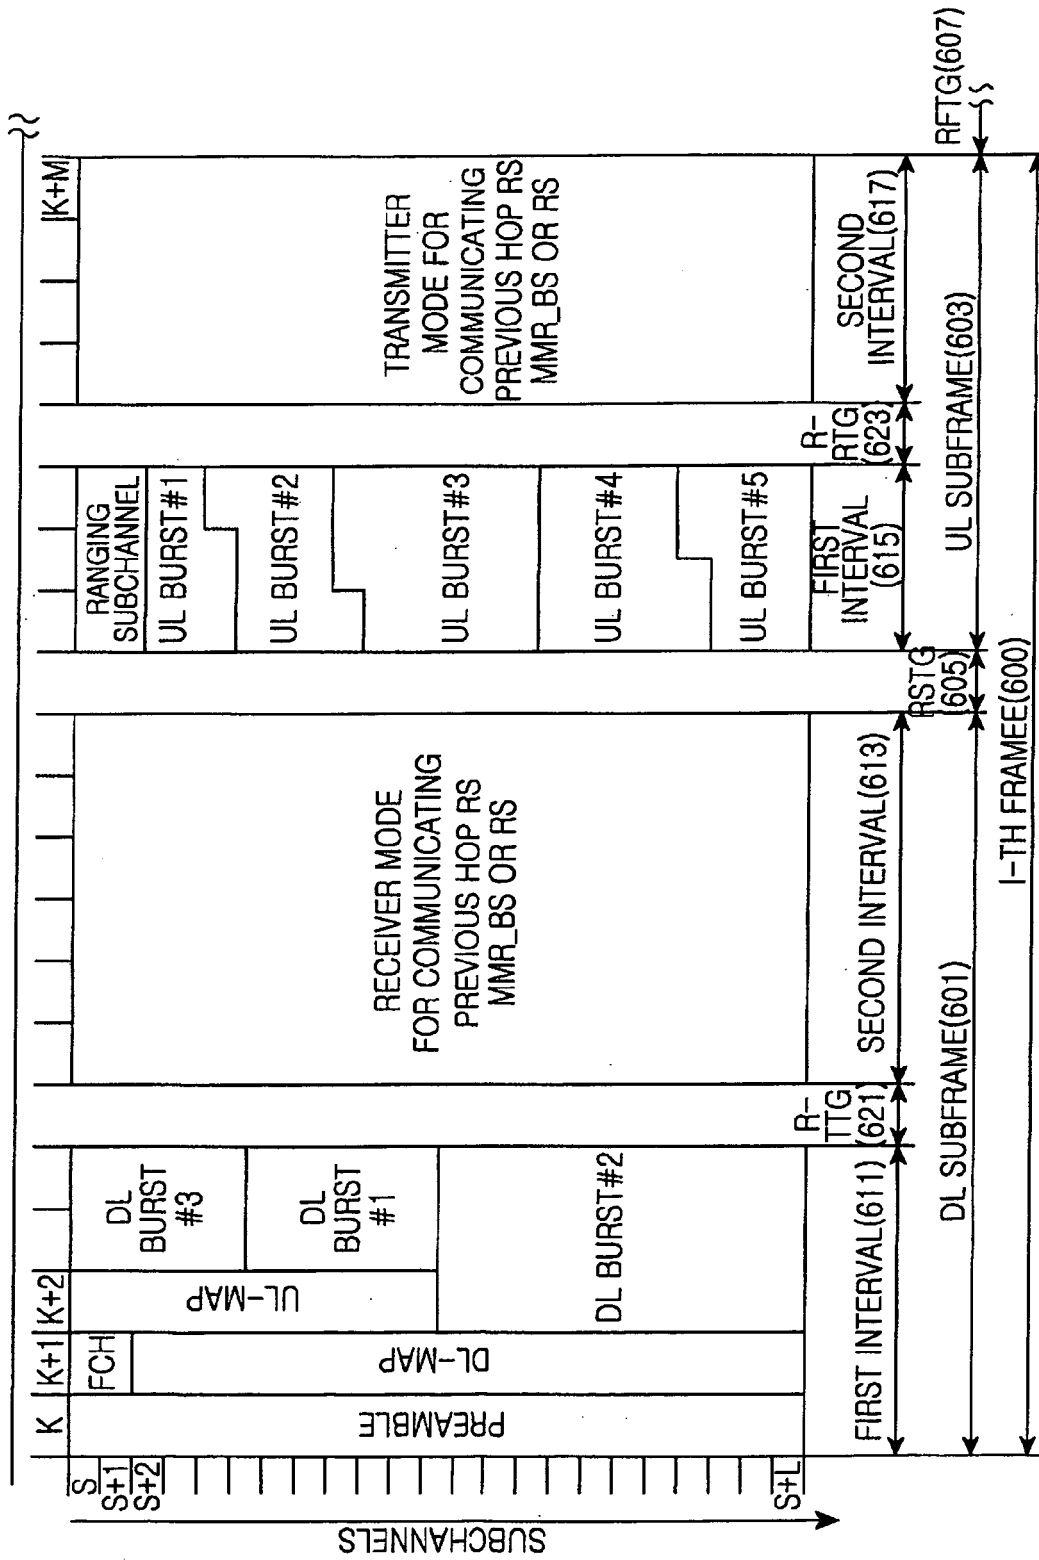 K
K+1
K+2
K+M
SUBCHANNELS
S
S+1
S+2
S+L
PREAMBLE
FCH
DL-MAP
UL-MAP
DL
BURST
#3
DL
BURST
#1
DL BURST#2
RECEIVER MODE
FOR COMMUNICATING
PREVIOUS HOP RS
MMR_BS OR RS
RANGING
SUBCHANNEL
UL BURST#1
UL BURST#2
UL BURST#3
UL BURST#4
UL BURST#5
TRANSMITTER
MODE FOR
COMMUNICATING
PREVIOUS HOP RS
MMR_BS OR RS
FIRST INTERVAL(611)
R-
TTG
(621)
SECOND INTERVAL(613)
RSTG
(605)
FIRST
INTERVAL
(615)
R-
RTG
(623)
SECOND
INTERVAL(617)
DL SUBFRAME(601)
UL SUBFRAME(603)
RFTG(607)
I-TH FRAMEE(600)